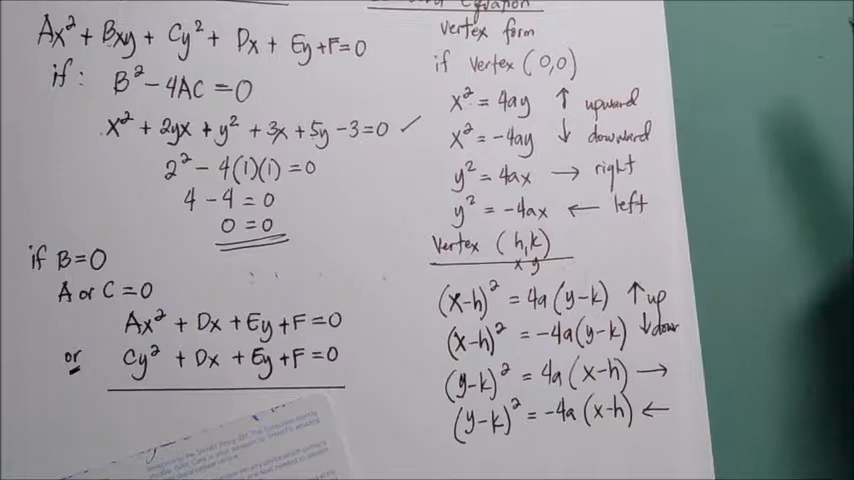 Ax² + Bxy + Cy² + Dx + Ey + F = 0
if : B² - 4AC = 0
x² + 2yx + y² + 3x + 5y - 3 = 0 ✓
2² - 4(1)(1) = 0
4 - 4 = 0
0 = 0
if B = 0
A or C = 0
Ax² + Dx + Ey + F = 0
or Cy² + Dx + Ey + F = 0
Equation
vertex form
if vertex (0,0)
x² = 4ay ↑ upward
x² = -4ay ↓ downward
y² = 4ax → right
y² = -4ax ← left
Vertex (h,k)
x y
(x-h)² = 4a(y-k) ↑ up
(x-h)² = -4a(y-k) ↓ down
(y-k)² = 4a(x-h) →
(y-k)² = -4a(x-h) ←